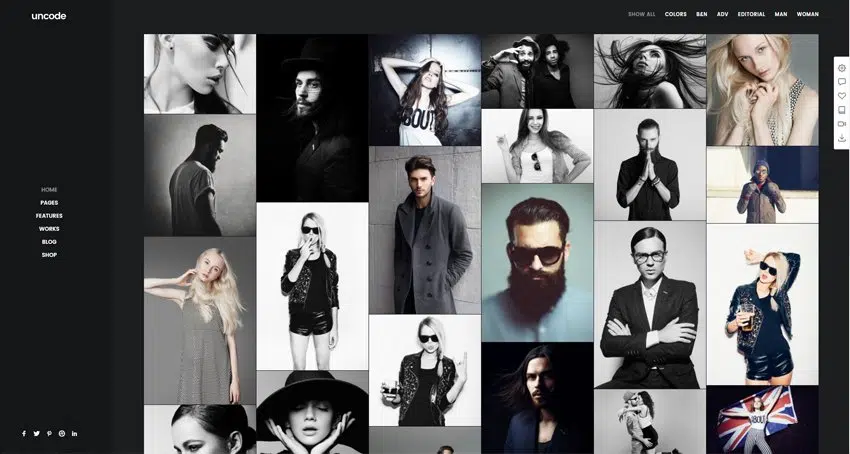 uncode
SHOW ALL COLORS B&N ADV EDITORIAL MAN WOMAN
HOME
PAGES
FEATURES
WORKS
BLOG
SHOP